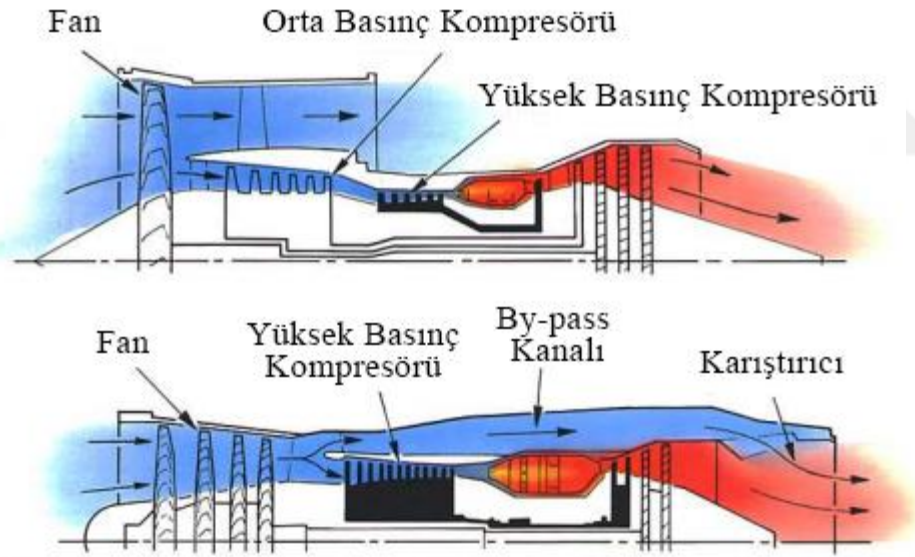 Fan
Orta Basınç Kompresörü
Yüksek Basınç Kompresörü
Fan
Yüksek Basınç
Kompresörü
By-pass
Kanalı
Karıştırıcı